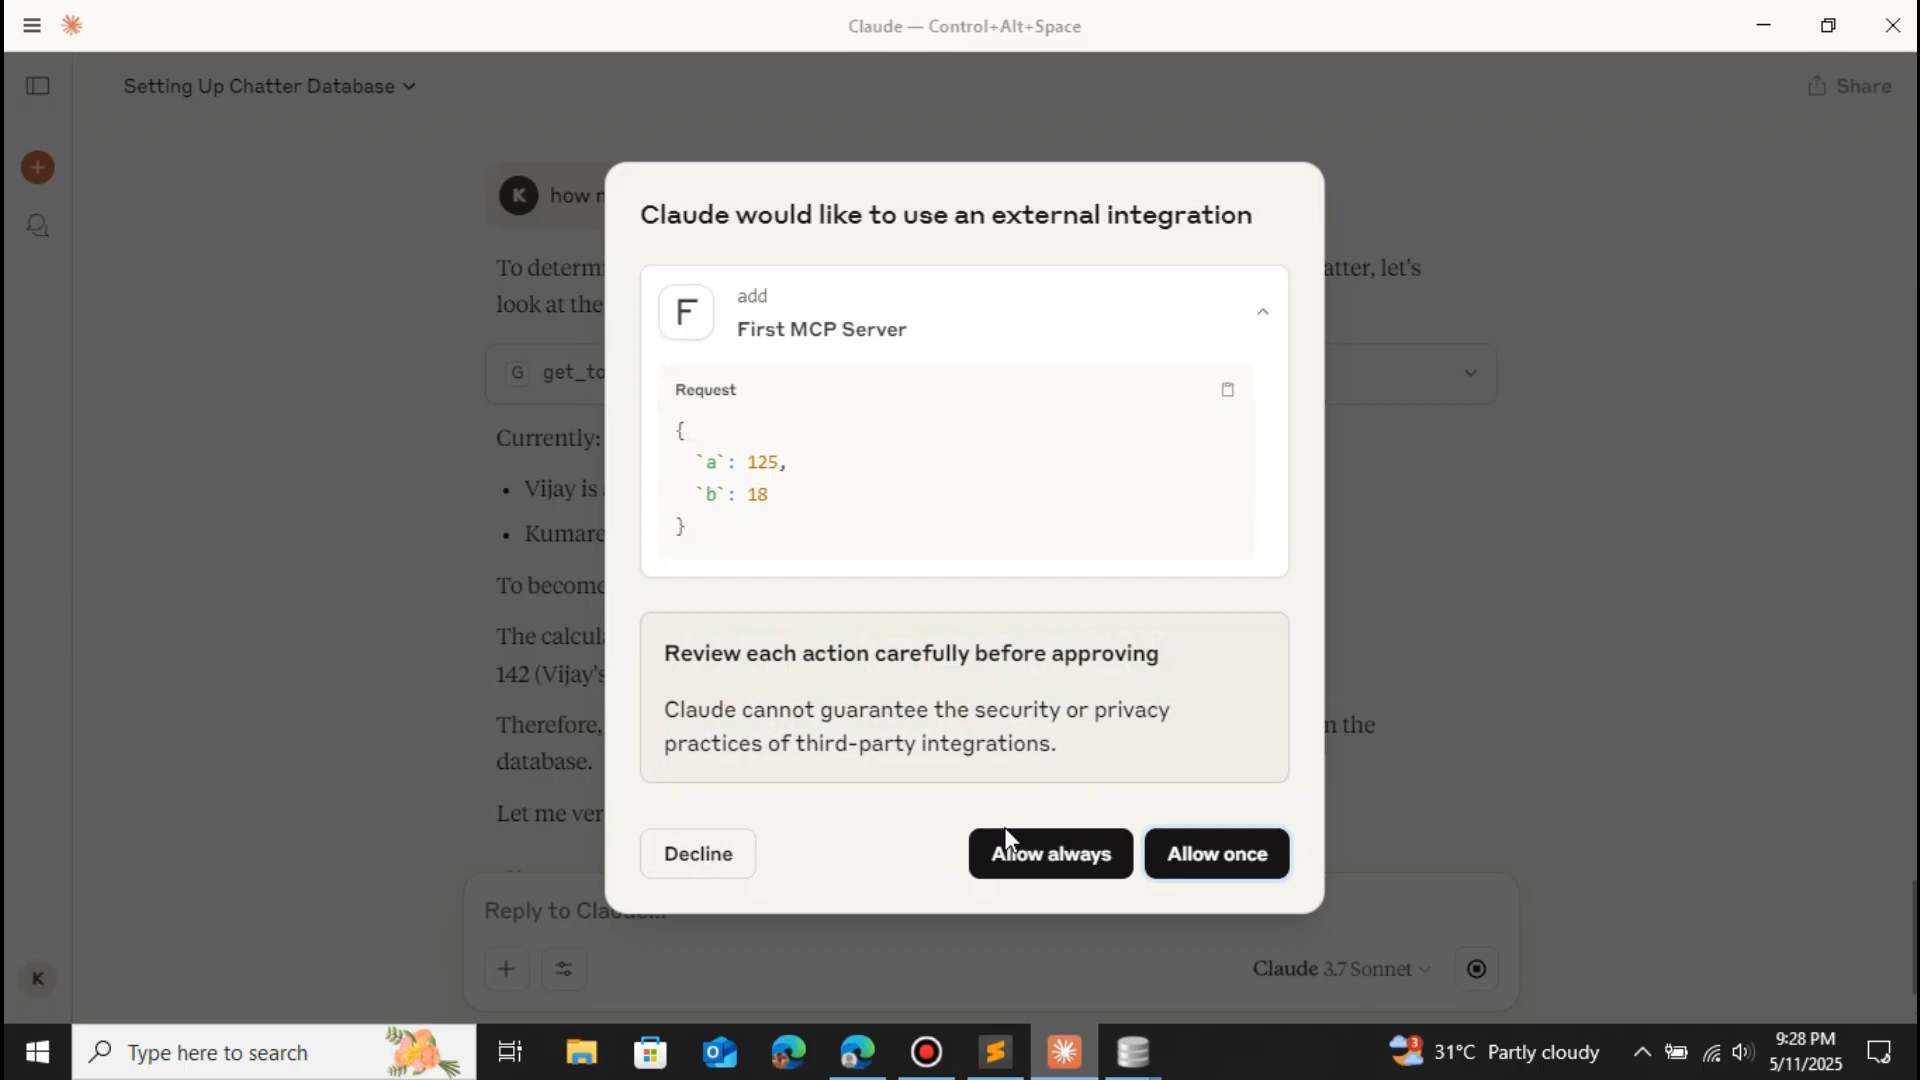 Claude — Control+Alt+Space
Setting Up Chatter Database
Share
K
how
Claude would like to use an external integration
To determ
atter, let's
look at the
F
add
First MCP Server
G
get_to
Request
{
`a`: 125,
`b`: 18
}
Currently:
• Vijay is
• Kumare
To become
The calcul
142 (Vijay's
Review each action carefully before approving
Claude cannot guarantee the security or privacy
practices of third-party integrations.
Therefore,
n the
database.
Let me ver
Decline
Allow always
Allow once
Reply to Claude...
K
Claude 3.7 Sonnet
Type here to search
3
31°C Partly cloudy
9:28 PM
5/11/2025